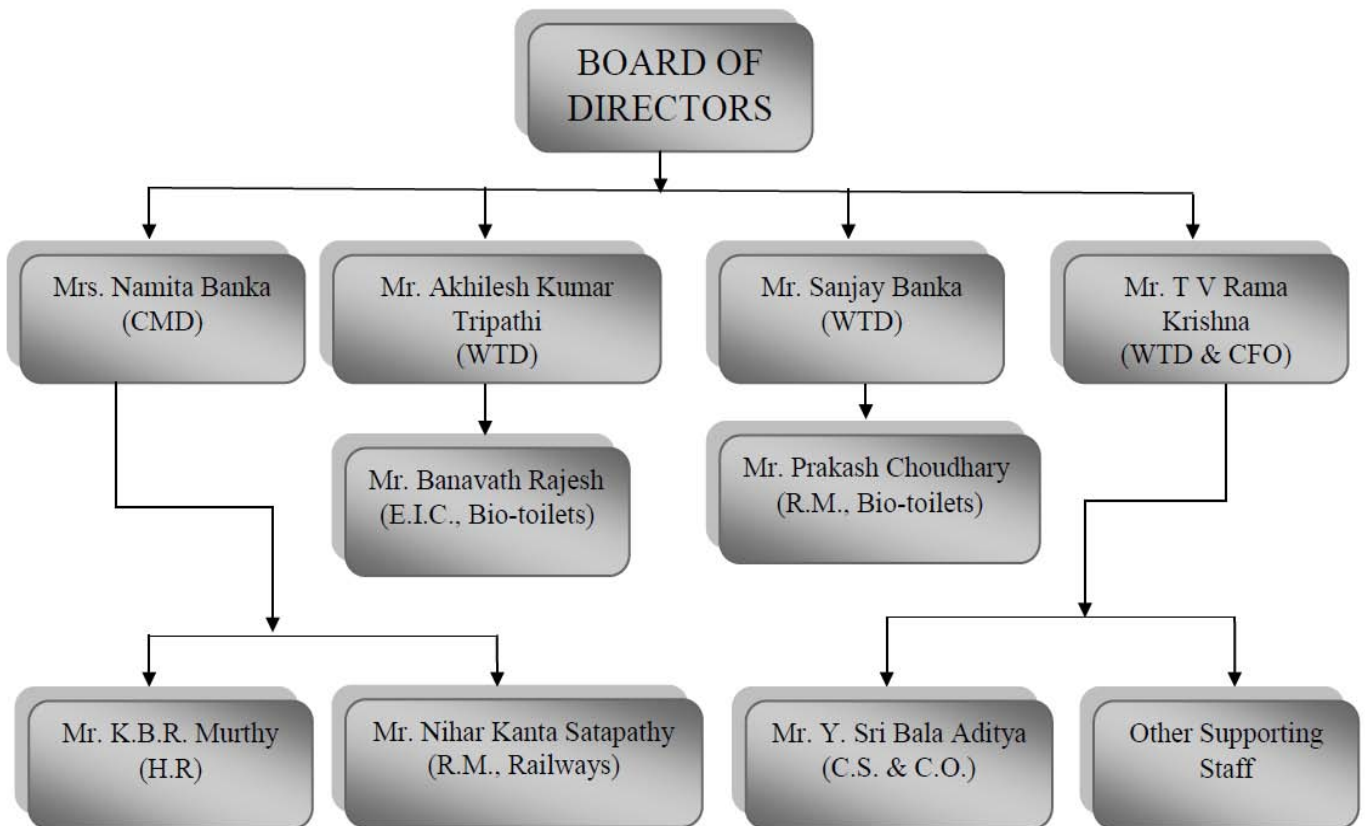 BOARD OF
DIRECTORS
Mrs. Namita Banka
(CMD)
Mr. Akhilesh Kumar
Tripathi
(WTD)
Mr. Sanjay Banka
(WTD)
Mr. T V Rama
Krishna
(WTD & CFO)
Mr. Banavath Rajesh
(E.I.C., Bio-toilets)
Mr. Prakash Choudhary
(R.M., Bio-toilets)
Mr. K.B.R. Murthy
(H.R)
Mr. Nihar Kanta Satapathy
(R.M., Railways)
Mr. Y. Sri Bala Aditya
(C.S. & C.O.)
Other Supporting
Staff